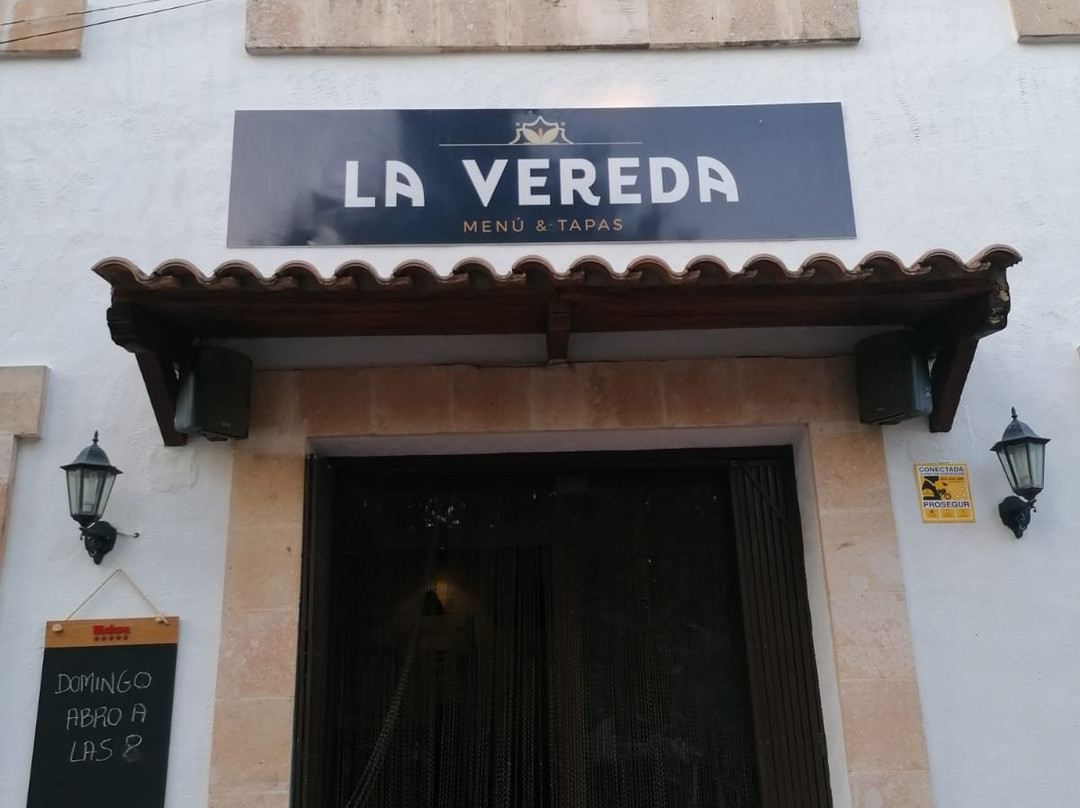 LA VEREDA
MENÚ & TAPAS
CONECTADA
PROSEGUR
Mahou
DOMINGO
ABRO A
LAS 8